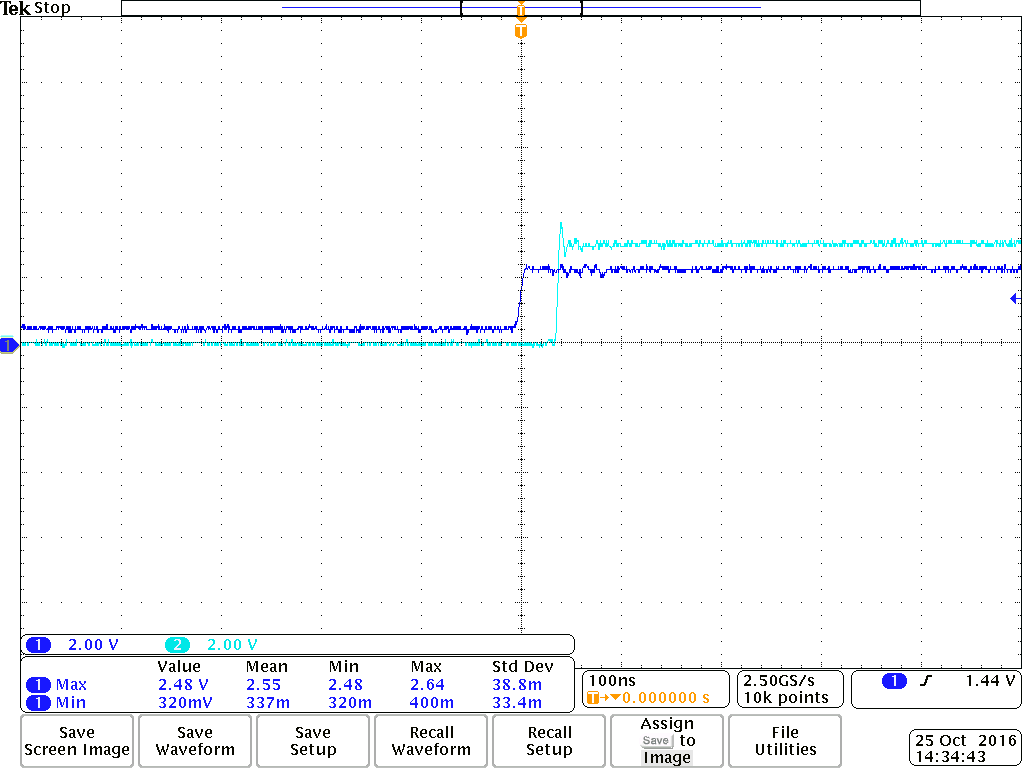 Tek Stop
T
T
1
1 2.00 V 2 2.00 V
Value Mean Min Max Std Dev
1 Max 2.48 V 2.55 2.48 2.64 38.8m
1 Min 320mV 337m 320m 400m 33.4m
100ns
T→▼0.000000 s
2.50GS/s
10k points
1 1.44 V
Save
Screen Image
Save
Waveform
Save
Setup
Recall
Waveform
Recall
Setup
Assign
Save to
Image
File
Utilities
25 Oct 2016
14:34:43